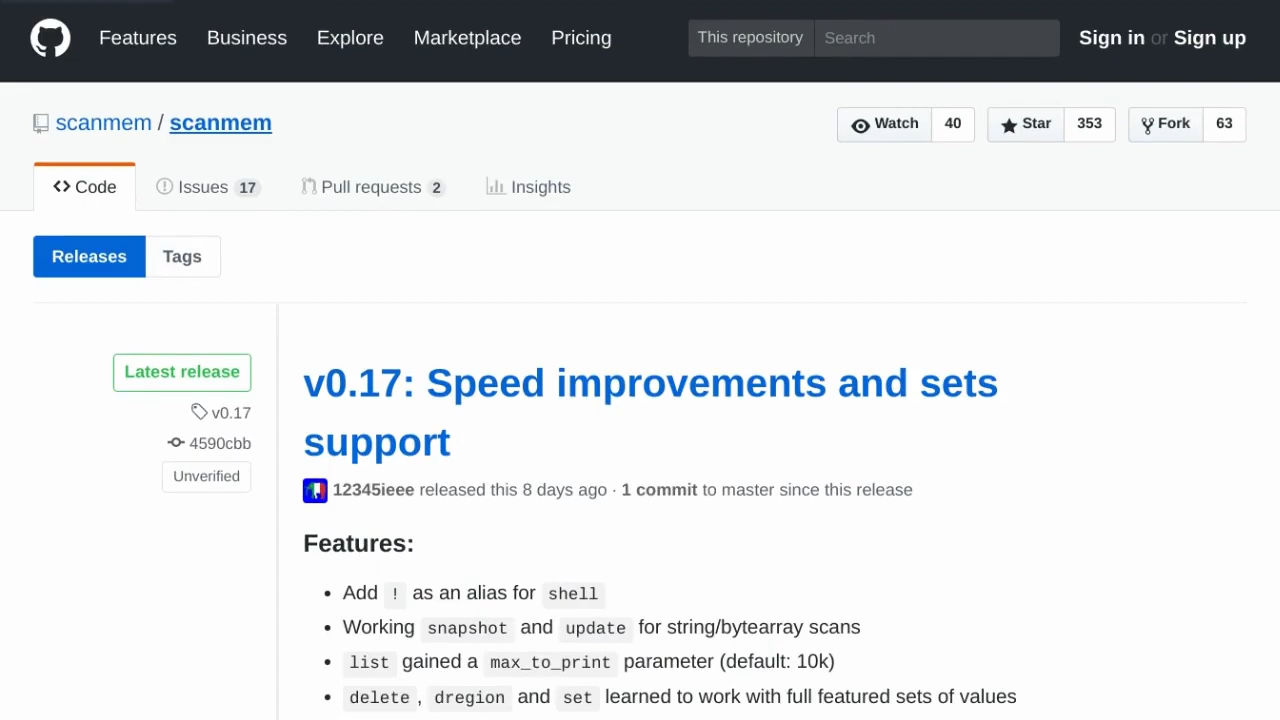 Features Business Explore Marketplace Pricing This repository Search Sign in or Sign up
scanmem / scanmem Watch 40 Star 353 Fork 63
Code Issues 17 Pull requests 2 Insights
Releases Tags
Latest release
v0.17
4590cbb
Unverified
v0.17: Speed improvements and sets
support
12345ieee released this 8 days ago · 1 commit to master since this release
Features:
• Add ! as an alias for shell
• Working snapshot and update for string/bytearray scans
• list gained a max_to_print parameter (default: 10k)
• delete, dregion and set learned to work with full featured sets of values